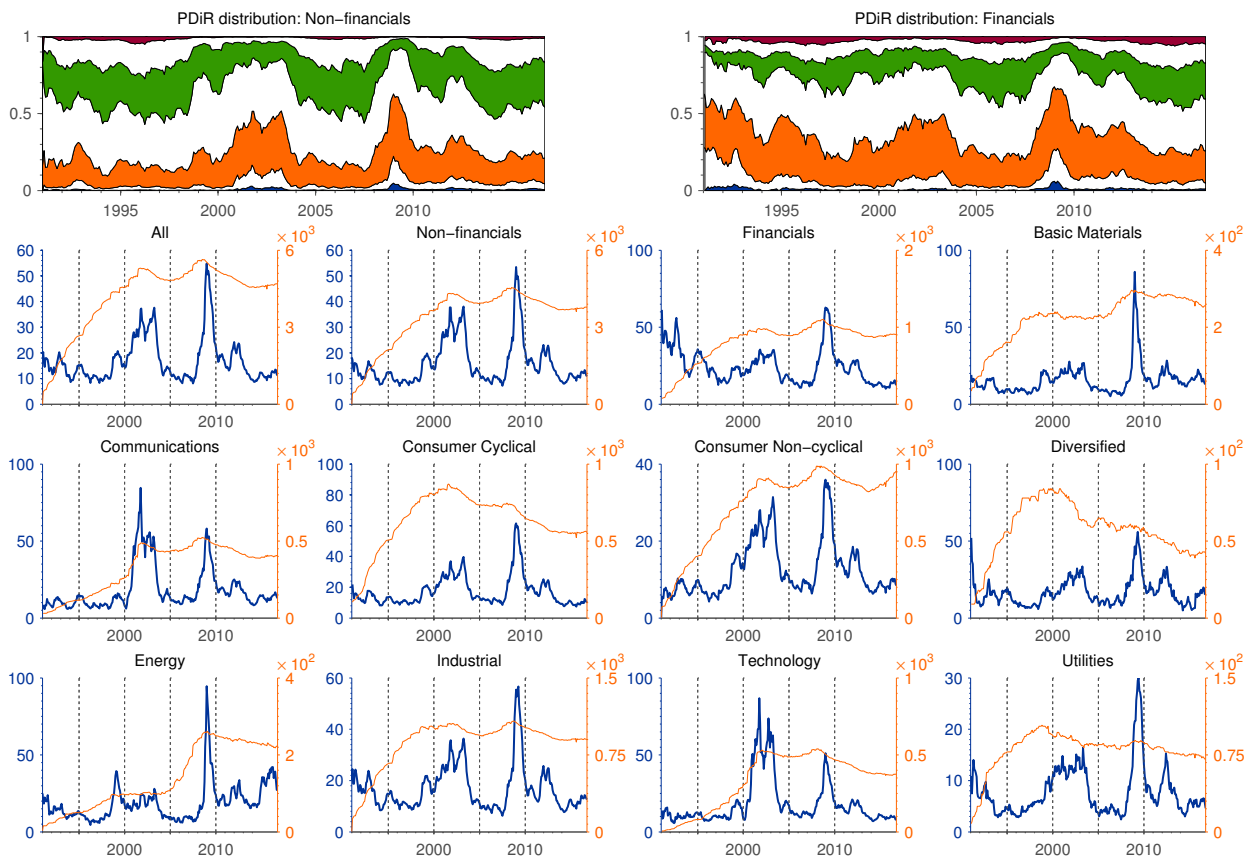 PDiR distribution: Non−financials PDiR distribution: Financials
1 1
0.5 0.5
0 0
1995 2000 2005 2010 1995 2000 2005 2010
All × 10³ Non−financials × 10³ Financials × 10³ Basic Materials × 10²
60 6 60 6 100 2 100 4
50 50
40 40
30 3 30 3 50 1 50 2
20 20
10 10
0 0 0 0 0 0 0 0
2000 2010 2000 2010 2000 2010 2000 2010
Communications × 10³ Consumer Cyclical × 10³ Consumer Non−cyclical × 10³ Diversified × 10²
100 1 100 1 40 1 100 1
80
60
50 0.5 40 0.5 20 0.5 50 0.5
20
0 0 0 0 0 0 0 0
2000 2010 2000 2010 2000 2010 2000 2010
Energy × 10² Industrial × 10³ Technology × 10³ Utilities × 10²
100 4 60 1.5 100 1 30 1.5
80
60 40 20
2 0.75 50 0.5 0.75
40 20 10
20
0 0 0 0 0 0 0 0
2000 2010 2000 2010 2000 2010 2000 2010